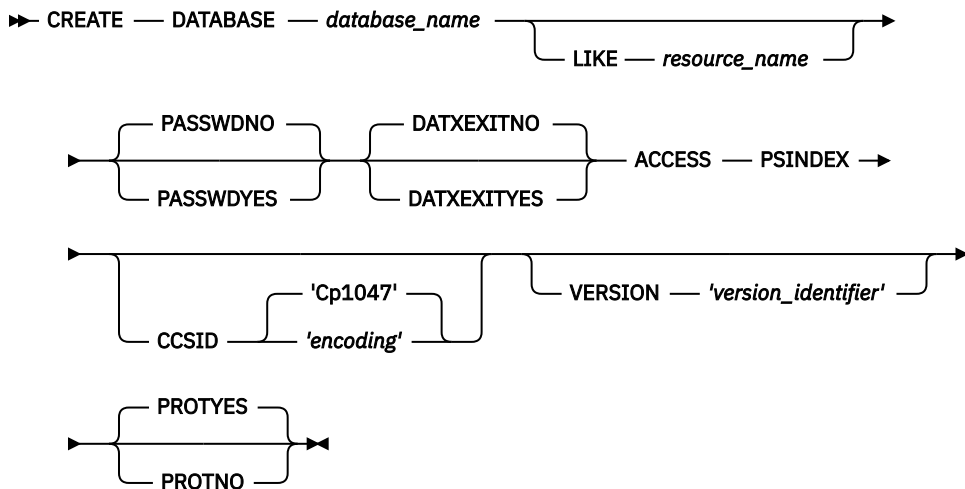 CREATE DATABASE database_name
LIKE resource_name
PASSWDNO DATXEXITNO
ACCESS PSINDEX
PASSWDYES DATXEXITYES
'Cp1047'
VERSION 'version_identifier'
CCSID 'encoding'
PROTYES
PROTNO